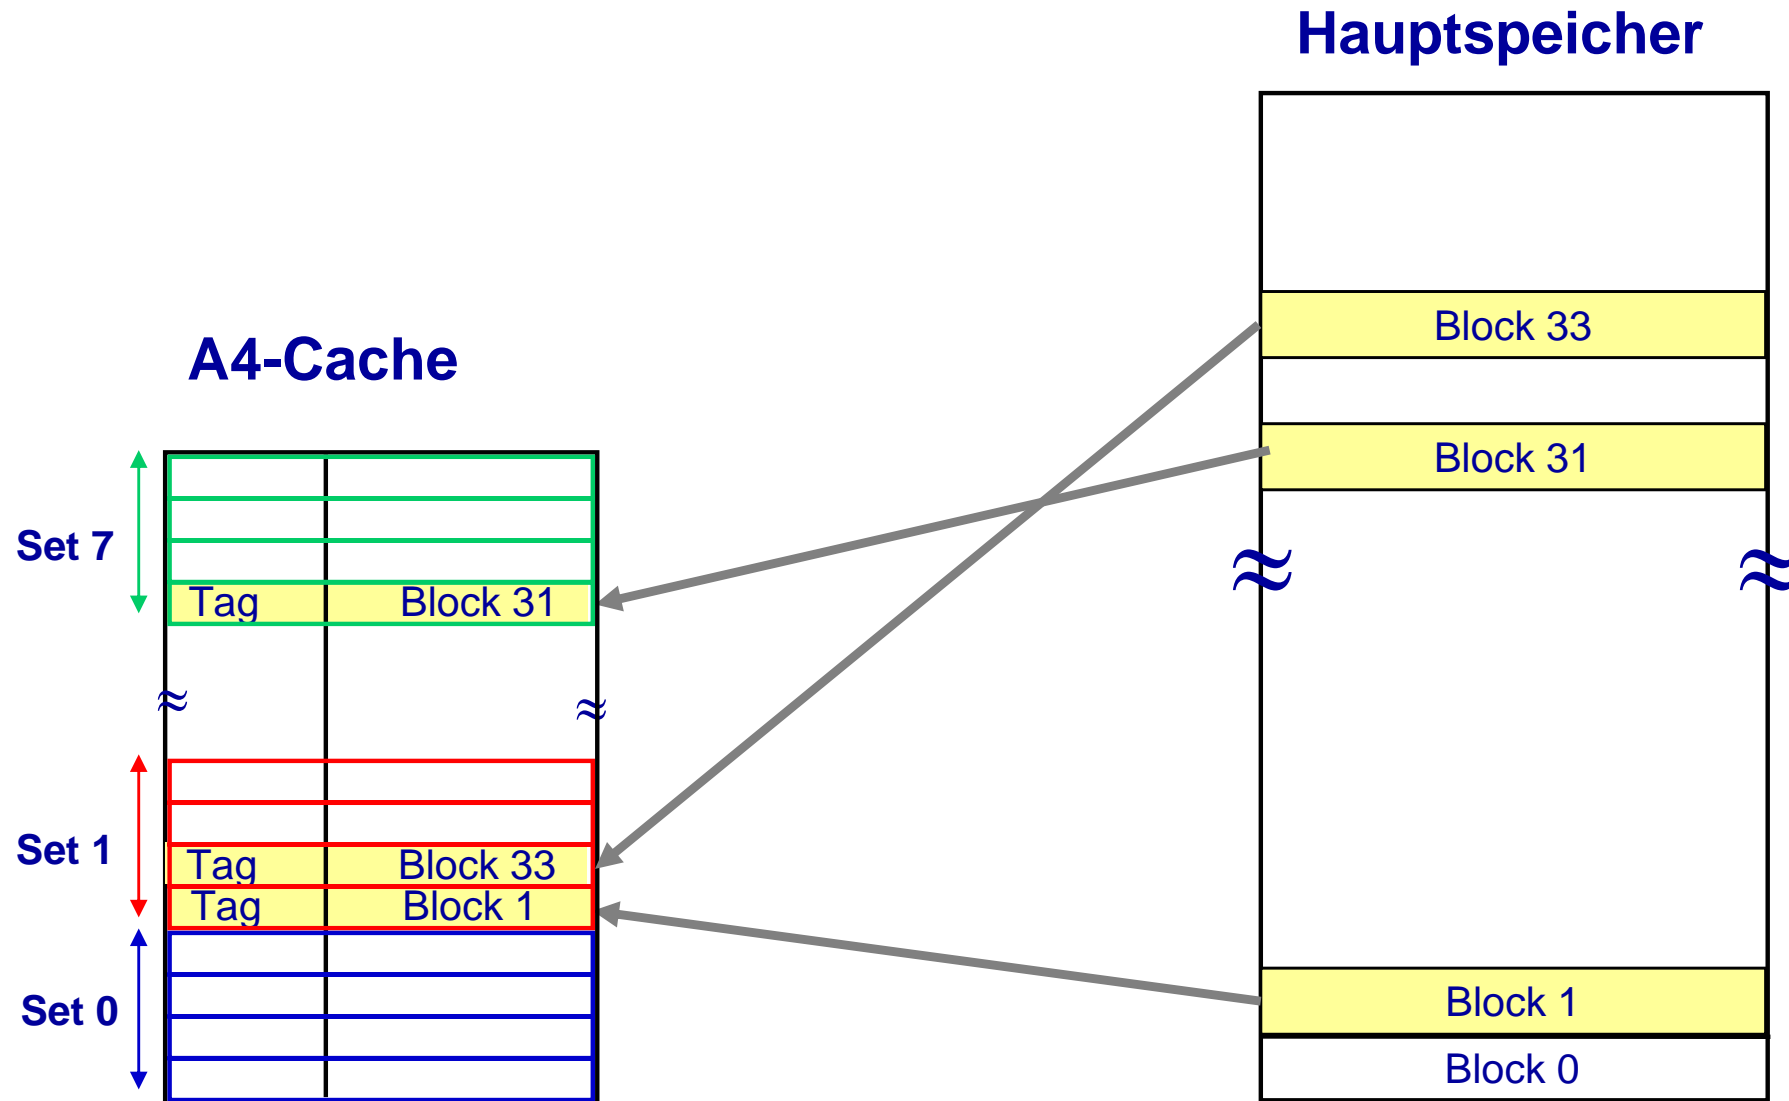 Hauptspeicher
Block 33
A4-Cache
Block 31
Set 7
Tag Block 31
≈ ≈
≈ ≈
Set 1
Tag Block 33
Tag Block 1
Set 0
Block 1
Block 0